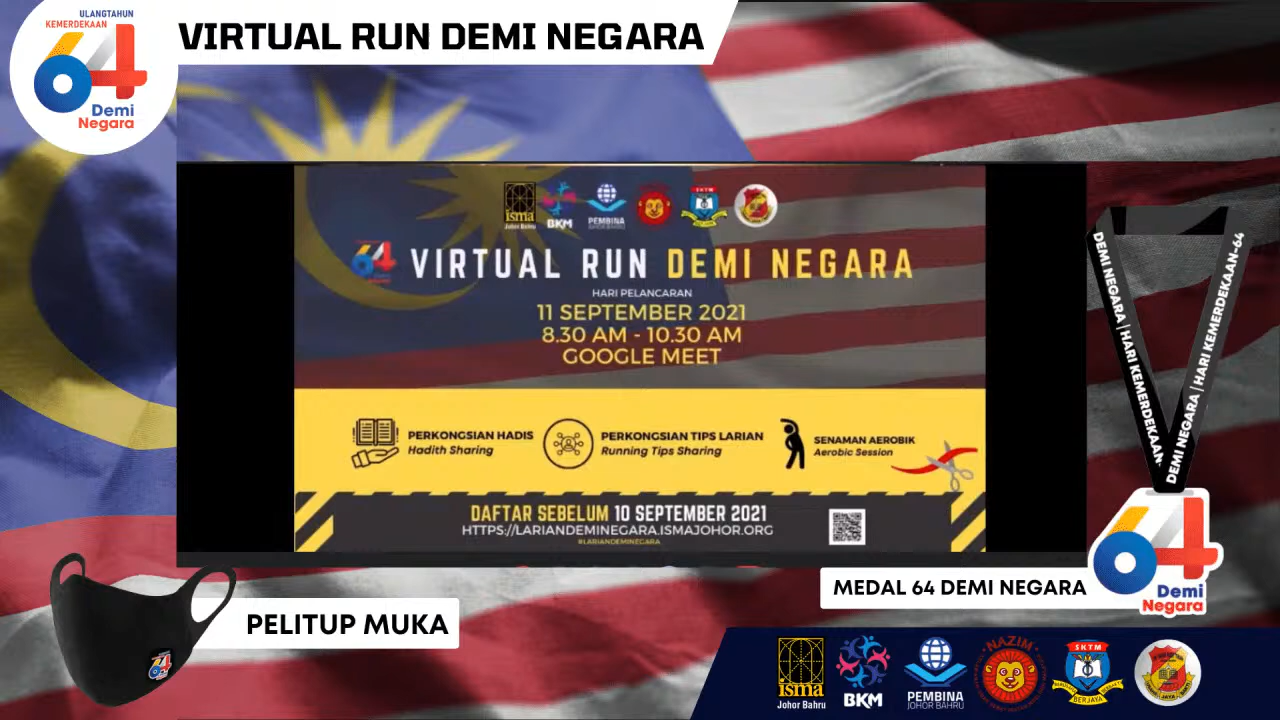 ULANGTAHUN
KEMERDEKAAN
64
Demi
Negara
VIRTUAL RUN DEMI NEGARA
isma
Johor Bahru
BKM
PEMBINA
JOHOR BAHRU
SKTM
64
VIRTUAL RUN DEMI NEGARA
HARI PELANCARAN
11 SEPTEMBER 2021
8.30 AM - 10.30 AM
GOOGLE MEET
PERKONGSIAN HADIS
Hadith Sharing
PERKONGSIAN TIPS LARIAN
Running Tips Sharing
SENAMAN AEROBIK
Aerobic Session
DAFTAR SEBELUM 10 SEPTEMBER 2021
HTTPS://LARIANDEMINEGARA.ISMAJOHOR.ORG
#LARIANDEMINEGARA
DEMI NEGARA | HARI KEMERDEKAAN-
DEMI NEGARA | HARI KEMERDEKAAN-64
64
Demi
Negara
MEDAL 64 DEMI NEGARA
64
PELITUP MUKA
isma
Johor Bahru
BKM
PEMBINA
JOHOR BAHRU
NAZIM
SKTM
BERJAYA